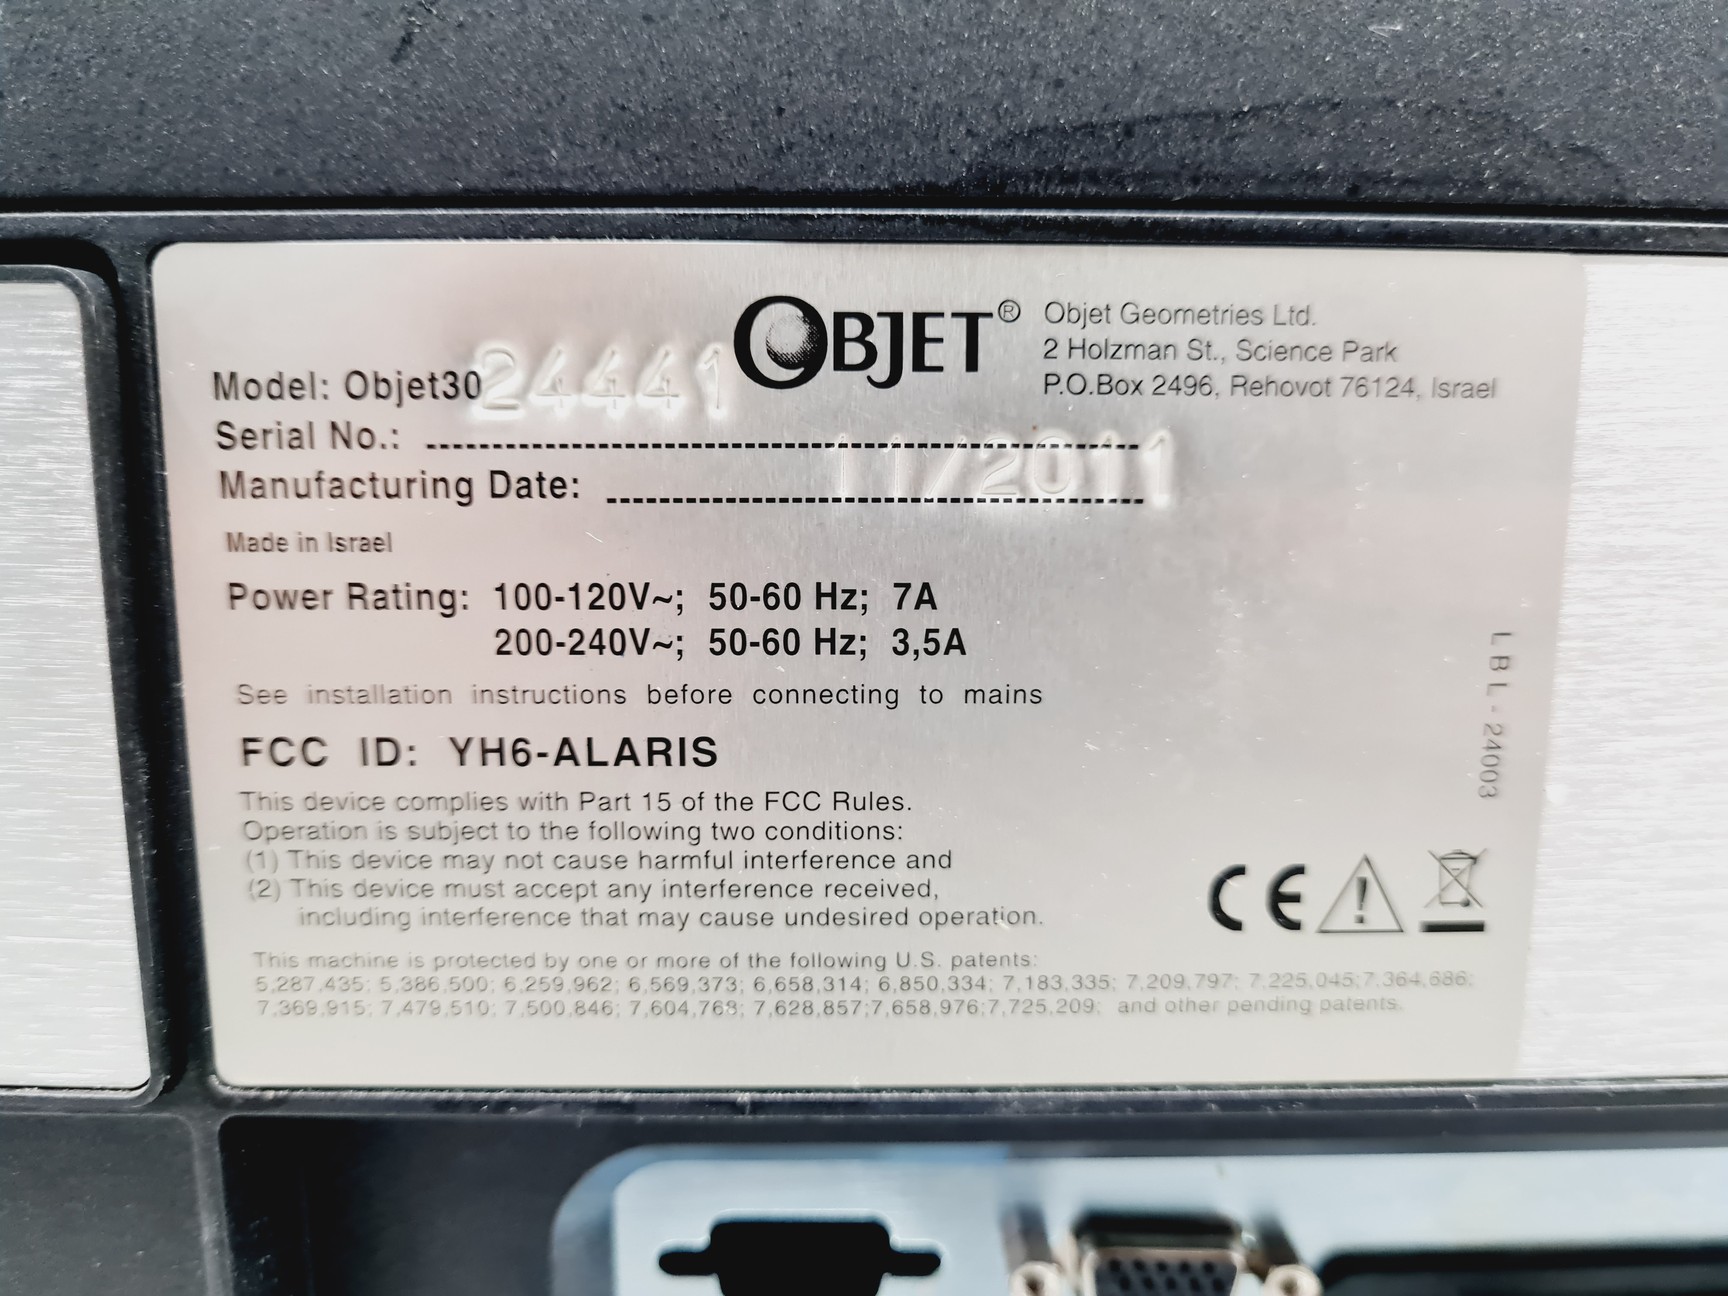 OBJET®
Objet Geometries Ltd.
2 Holzman St., Science Park
P.O.Box 2496, Rehovot 76124, Israel
Model: Objet30
24441
Serial No.:
11/2011
Manufacturing Date:
Made in Israel
Power Rating: 100-120V~; 50-60 Hz; 7A
200-240V~; 50-60 Hz; 3,5A
See installation instructions before connecting to mains
FCC ID: YH6-ALARIS
This device complies with Part 15 of the FCC Rules.
Operation is subject to the following two conditions:
(1) This device may not cause harmful interference and
(2) This device must accept any interference received,
including interference that may cause undesired operation.
This machine is protected by one or more of the following U.S. patents:
5,287,435; 5,386,500; 6,259,962; 6,569,373; 6,658,314; 6,850,334; 7,183,335; 7,209,797; 7,225,045;7,364,686;
7,369,915; 7,479,510; 7,500,846; 7,604,768; 7,628,857;7,658,976;7,725,209; and other pending patents.
LBL-24003
CE